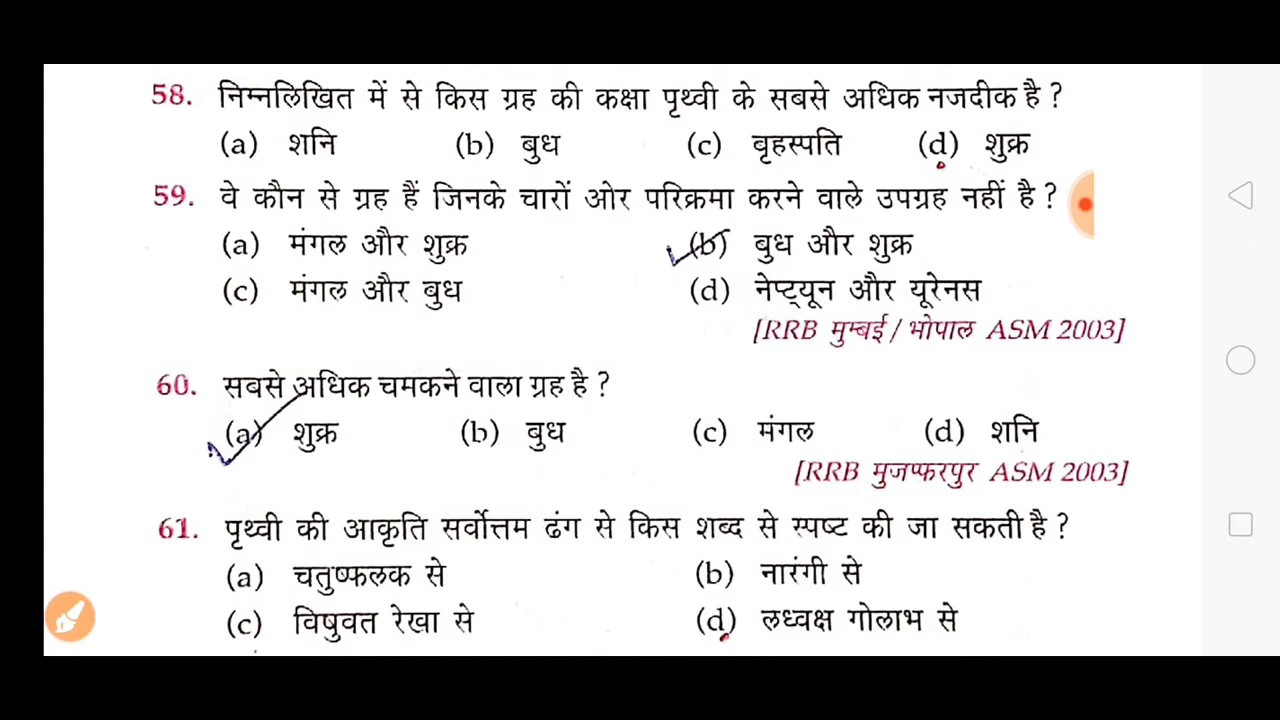 58. निम्नलिखित में से किस ग्रह की कक्षा पृथ्वी के सबसे अधिक नजदीक है ?
(a) शनि (b) बुध (c) बृहस्पति (d) शुक्र
59. वे कौन से ग्रह हैं जिनके चारों ओर परिक्रमा करने वाले उपग्रह नहीं है ?
(a) मंगल और शुक्र (b) बुध और शुक्र
(c) मंगल और बुध (d) नेप्ट्यून और यूरेनस
[RRB मुम्बई / भोपाल ASM 2003]
60. सबसे अधिक चमकने वाला ग्रह है ?
(a) शुक्र (b) बुध (c) मंगल (d) शनि
[RRB मुजफ्फरपुर ASM 2003]
61. पृथ्वी की आकृति सर्वोत्तम ढंग से किस शब्द से स्पष्ट की जा सकती है ?
(a) चतुष्फलक से (b) नारंगी से
(c) विषुवत रेखा से (d) लध्वक्ष गोलाभ से